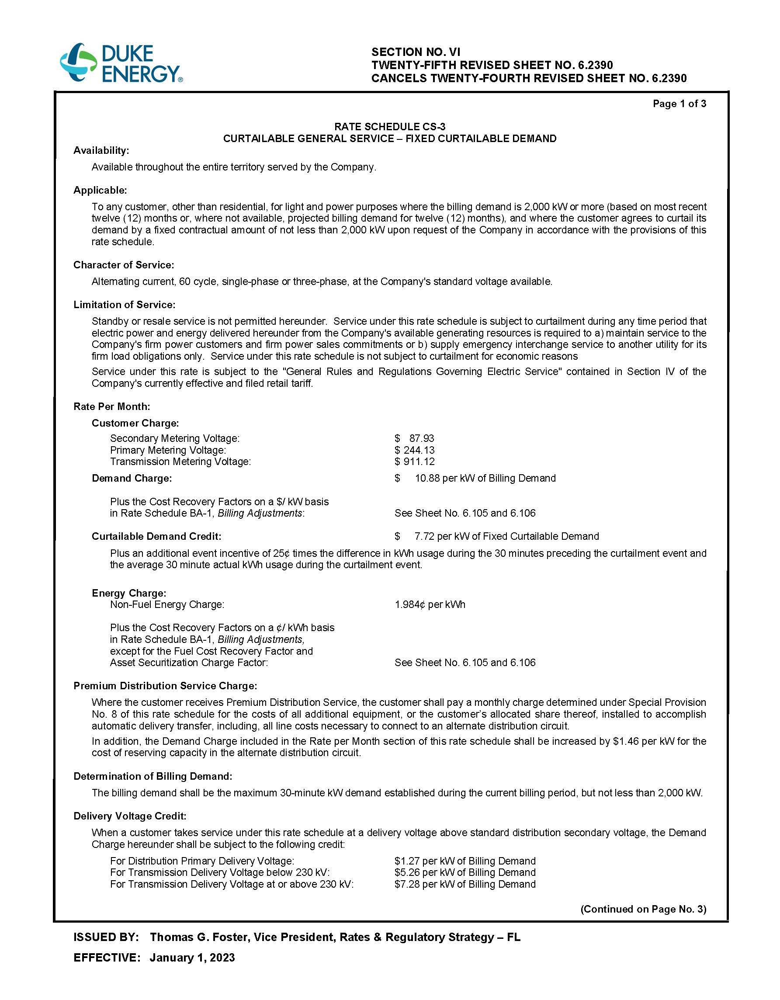 DUKE
ENERGY®
SECTION NO. VI
TWENTY-FIFTH REVISED SHEET NO. 6.2390
CANCELS TWENTY-FOURTH REVISED SHEET NO. 6.2390
Page 1 of 3
RATE SCHEDULE CS-3
CURTAILABLE GENERAL SERVICE – FIXED CURTAILABLE DEMAND
Availability:
Available throughout the entire territory served by the Company.
Applicable:
To any customer, other than residential, for light and power purposes where the billing demand is 2,000 kW or more (based on most recent
twelve (12) months or, where not available, projected billing demand for twelve (12) months), and where the customer agrees to curtail its
demand by a fixed contractual amount of not less than 2,000 kW upon request of the Company in accordance with the provisions of this
rate schedule.
Character of Service:
Alternating current, 60 cycle, single-phase or three-phase, at the Company's standard voltage available.
Limitation of Service:
Standby or resale service is not permitted hereunder. Service under this rate schedule is subject to curtailment during any time period that
electric power and energy delivered hereunder from the Company's available generating resources is required to a) maintain service to the
Company's firm power customers and firm power sales commitments or b) supply emergency interchange service to another utility for its
firm load obligations only. Service under this rate schedule is not subject to curtailment for economic reasons
Service under this rate is subject to the "General Rules and Regulations Governing Electric Service" contained in Section IV of the
Company's currently effective and filed retail tariff.
Rate Per Month:
Customer Charge:
Secondary Metering Voltage: $ 87.93
Primary Metering Voltage: $ 244.13
Transmission Metering Voltage: $ 911.12
Demand Charge: $ 10.88 per kW of Billing Demand
Plus the Cost Recovery Factors on a $/ kW basis
in Rate Schedule BA-1, Billing Adjustments: See Sheet No. 6.105 and 6.106
Curtailable Demand Credit: $ 7.72 per kW of Fixed Curtailable Demand
Plus an additional event incentive of 25¢ times the difference in kWh usage during the 30 minutes preceding the curtailment event and
the average 30 minute actual kWh usage during the curtailment event.
Energy Charge:
Non-Fuel Energy Charge: 1.984¢ per kWh
Plus the Cost Recovery Factors on a ¢/ kWh basis
in Rate Schedule BA-1, Billing Adjustments,
except for the Fuel Cost Recovery Factor and
Asset Securitization Charge Factor: See Sheet No. 6.105 and 6.106
Premium Distribution Service Charge:
Where the customer receives Premium Distribution Service, the customer shall pay a monthly charge determined under Special Provision
No. 8 of this rate schedule for the costs of all additional equipment, or the customer’s allocated share thereof, installed to accomplish
automatic delivery transfer, including, all line costs necessary to connect to an alternate distribution circuit.
In addition, the Demand Charge included in the Rate per Month section of this rate schedule shall be increased by $1.46 per kW for the
cost of reserving capacity in the alternate distribution circuit.
Determination of Billing Demand:
The billing demand shall be the maximum 30-minute kW demand established during the current billing period, but not less than 2,000 kW.
Delivery Voltage Credit:
When a customer takes service under this rate schedule at a delivery voltage above standard distribution secondary voltage, the Demand
Charge hereunder shall be subject to the following credit:
For Distribution Primary Delivery Voltage: $1.27 per kW of Billing Demand
For Transmission Delivery Voltage below 230 kV: $5.26 per kW of Billing Demand
For Transmission Delivery Voltage at or above 230 kV: $7.28 per kW of Billing Demand
(Continued on Page No. 3)
ISSUED BY: Thomas G. Foster, Vice President, Rates & Regulatory Strategy – FL
EFFECTIVE: January 1, 2023